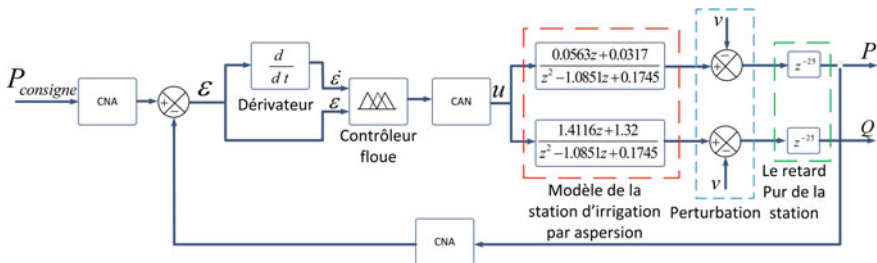 P consigne
CNA
+
−
ε
d
d t
Dérivateur
ε̇
ε
Contrôleur
floue
CAN
u
0.0563z+0.0317
z²−1.0851z+0.1745
1.4116z+1.32
z²−1.0851z+0.1745
Modèle de la
station d'irrigation
par aspersion
v
−
+
+
−
v
Perturbation
z⁻²⁵
z⁻²⁵
P
Q
Le retard
Pur de la
station
CNA